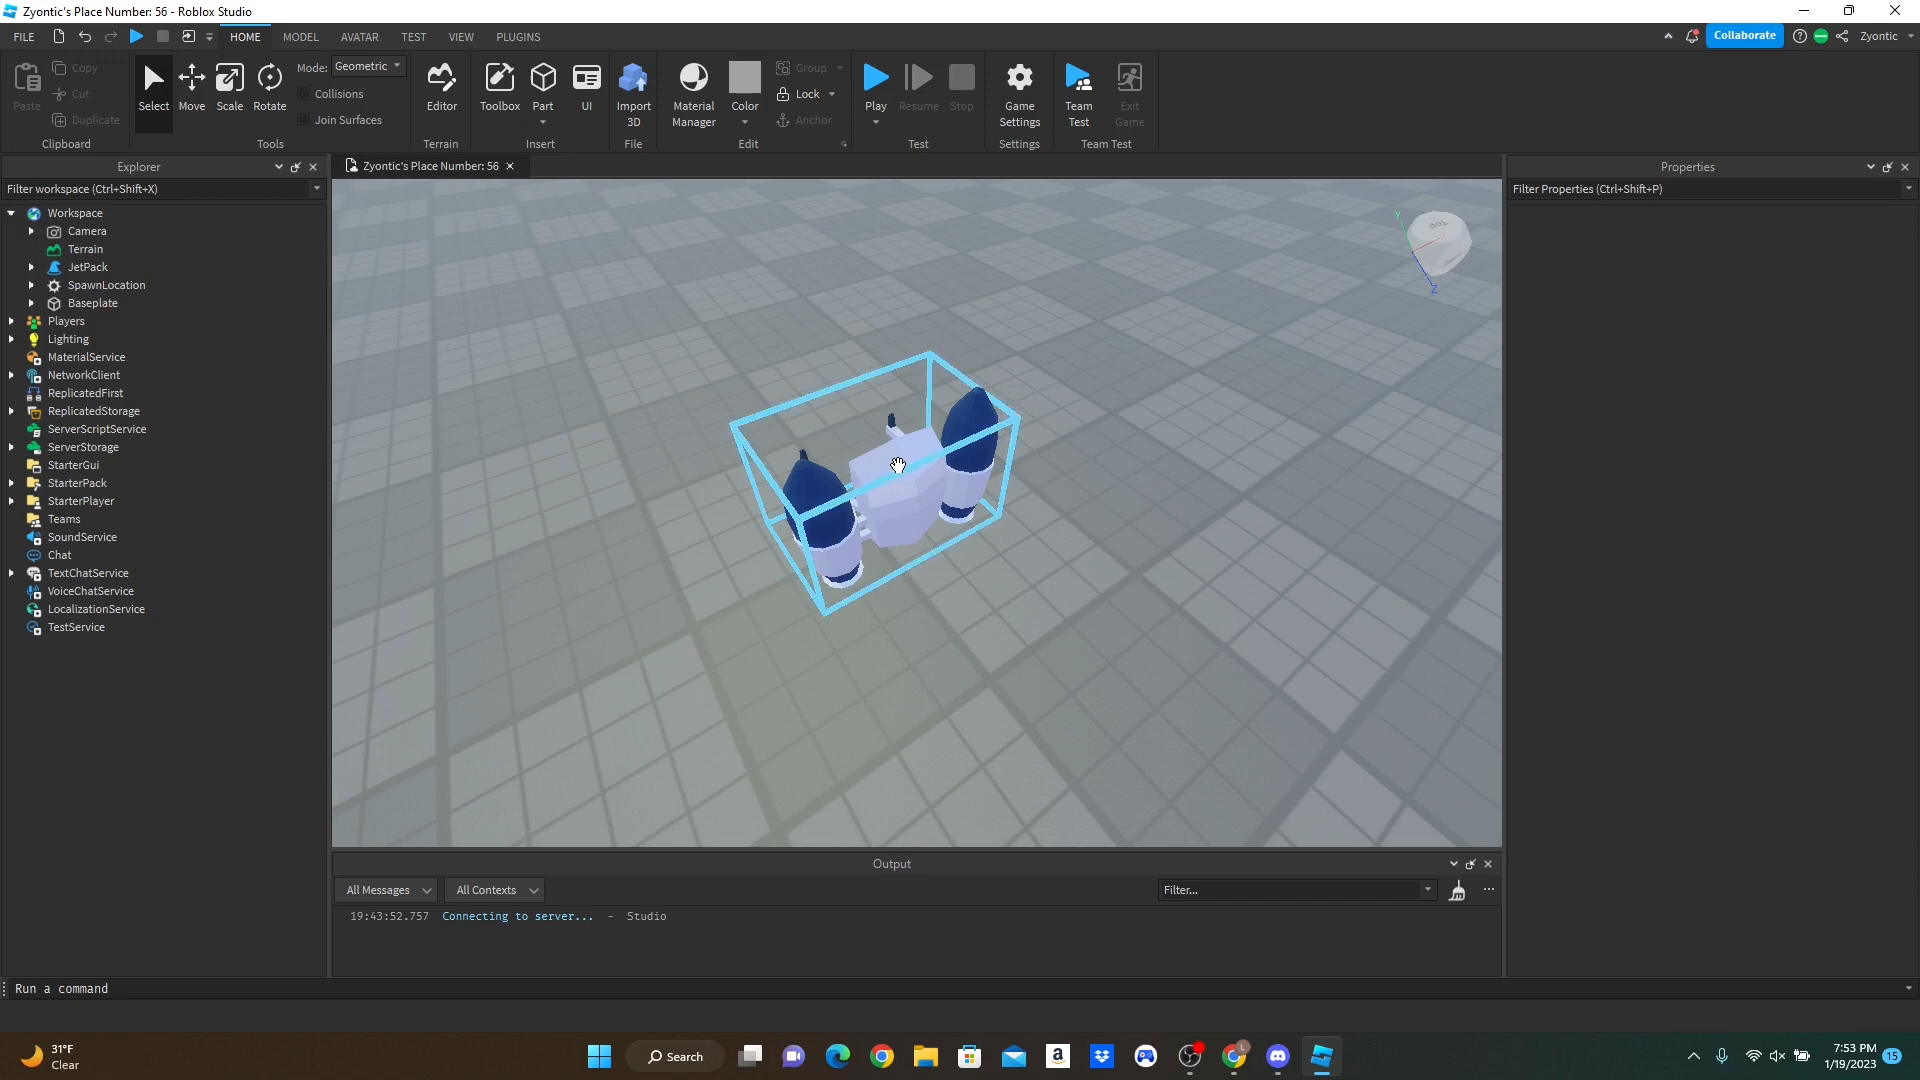 Zyontic's Place Number: 56 - Roblox Studio
FILE HOME MODEL AVATAR TEST VIEW PLUGINS Collaborate Zyontic
Paste Copy Cut Duplicate
Clipboard
Select Move Scale Rotate
Mode: Geometric
Collisions
Join Surfaces
Tools
Editor
Terrain
Toolbox Part UI
Insert
Import 3D
File
Material Manager Color Group Lock Anchor
Edit
Play Resume Stop
Test
Game Settings
Settings
Team Test Exit Game
Team Test
Explorer
Filter workspace (Ctrl+Shift+X)
Workspace
Camera
Terrain
JetPack
SpawnLocation
Baseplate
Players
Lighting
MaterialService
NetworkClient
ReplicatedFirst
ReplicatedStorage
ServerScriptService
ServerStorage
StarterGui
StarterPack
StarterPlayer
Teams
SoundService
Chat
TextChatService
VoiceChatService
LocalizationService
TestService
Zyontic's Place Number: 56
Y
TOP
Z
Properties
Filter Properties (Ctrl+Shift+P)
Output
All Messages All Contexts Filter...
19:43:52.757 Connecting to server... - Studio
Run a command
31°F
Clear
Search
L
7:53 PM
1/19/2023
15